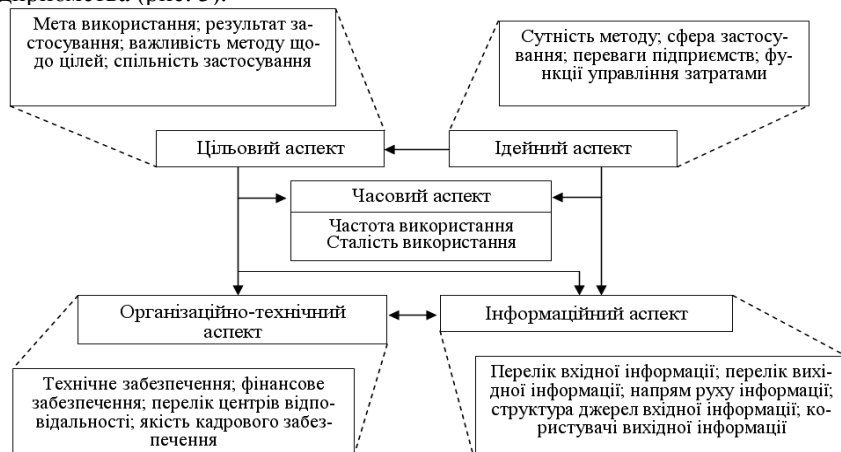 Мета використання; результат за-
стосування; важливість методу що-
до цілей; спільність застосування
Сутність методу; сфера застосу-
вання; переваги підприємств; фу-
нкції управління затратами
Цільовий аспект
Ідейний аспект
Часовий аспект
Частота використання
Сталість використання
Організаційно-технічний
аспект
Інформаційний аспект
Технічне забезпечення; фінансове
забезпечення; перелік центрів відпо-
відальності; якість кадрового забез-
печення
Перелік вхідної інформації; перелік вихі-
дної інформації; напрям руху інформації;
структура джерел вхідної інформації; ко-
ристувачі вихідної інформації